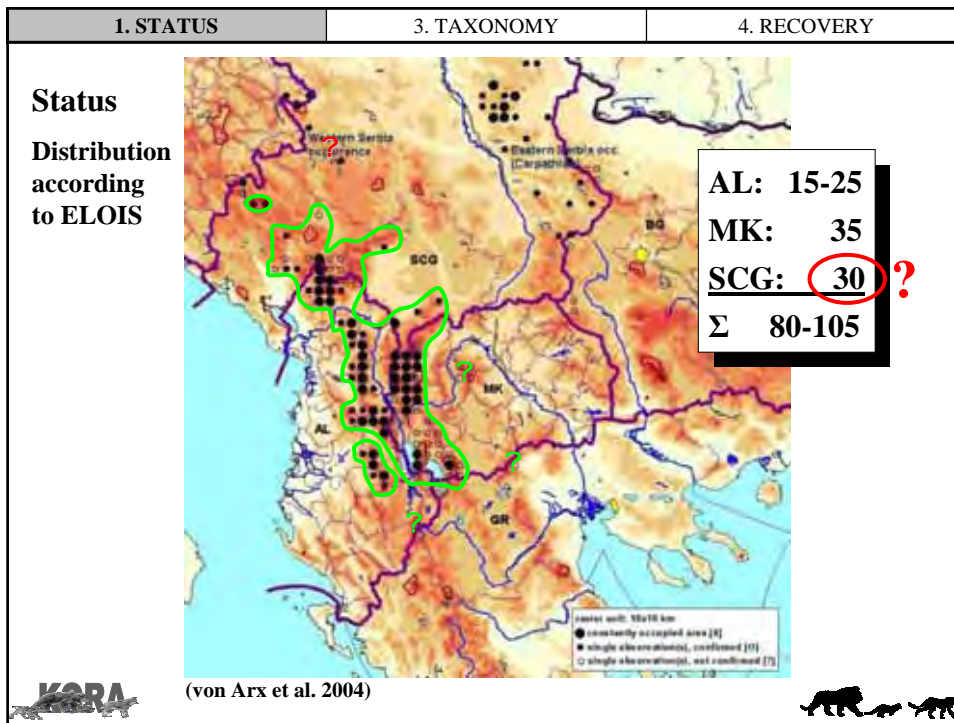 1. STATUS
3. TAXONOMY
4. RECOVERY
Status
Distribution
according
to ELOIS
Western Serbia
occurrence
?
Eastern Serbia occ.
(Carpathian)
BG
SCG
AL: 15-25
MK: 35
SCG: 30 ?
Σ 80-105
?
MK
AL
?
?
GR
raster unit: 10x10 km
constantly occupied area
single observation(s), confirmed
single observation(s), not confirmed [?]
(von Arx et al. 2004)
KORA